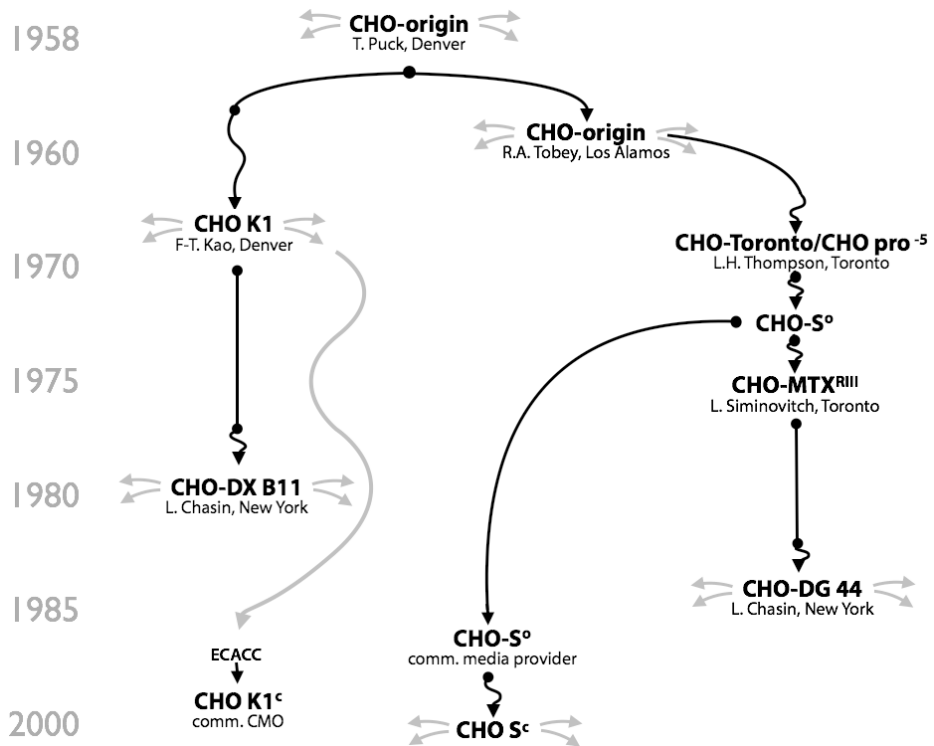 1958
CHO-origin
T. Puck, Denver
1960
CHO-origin
R.A. Tobey, Los Alamos
CHO K1
F-T. Kao, Denver
CHO-Toronto/CHO pro -5
L.H. Thompson, Toronto
1970
CHO-Sº
1975
CHO-MTXRIII
L. Siminovitch, Toronto
CHO-DX B11
L. Chasin, New York
1980
CHO-DG 44
L. Chasin, New York
1985
CHO-Sº
comm. media provider
ECACC
CHO K1ᶜ
comm. CMO
2000
CHO Sᶜ